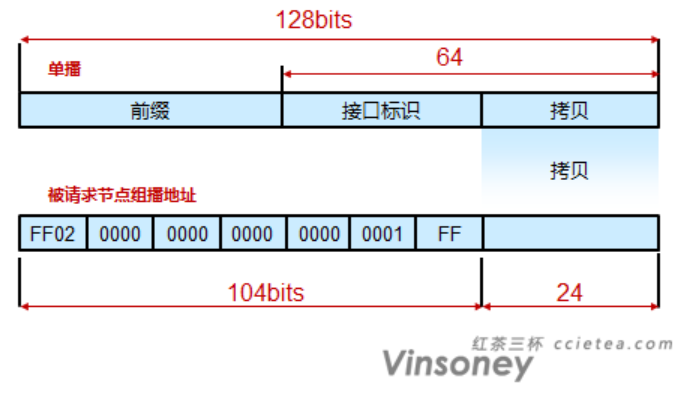 128bits
单播
64
前缀 接口标识 拷贝
拷贝
被请求节点组播地址
FF02 0000 0000 0000 0000 0001 FF
104bits 24
红茶三杯 ccietea.com
Vinsoney